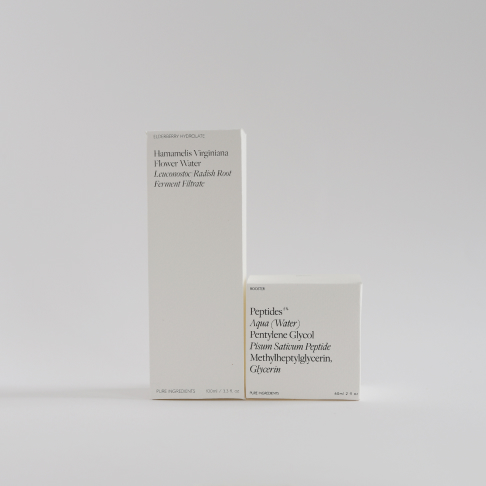 ELDERBERRY HYDROLATE
Hamamelis Virginiana
Flower Water
Leuconostoc Radish Root
Ferment Filtrate
PURE INGREDIENTS
BOOSTER
Peptides
Aqua (Water)
Pentylene Glycol
Pisum Sativum Peptide
Methylheptylglycerin,
Glycerin
PURE INGREDIENTS